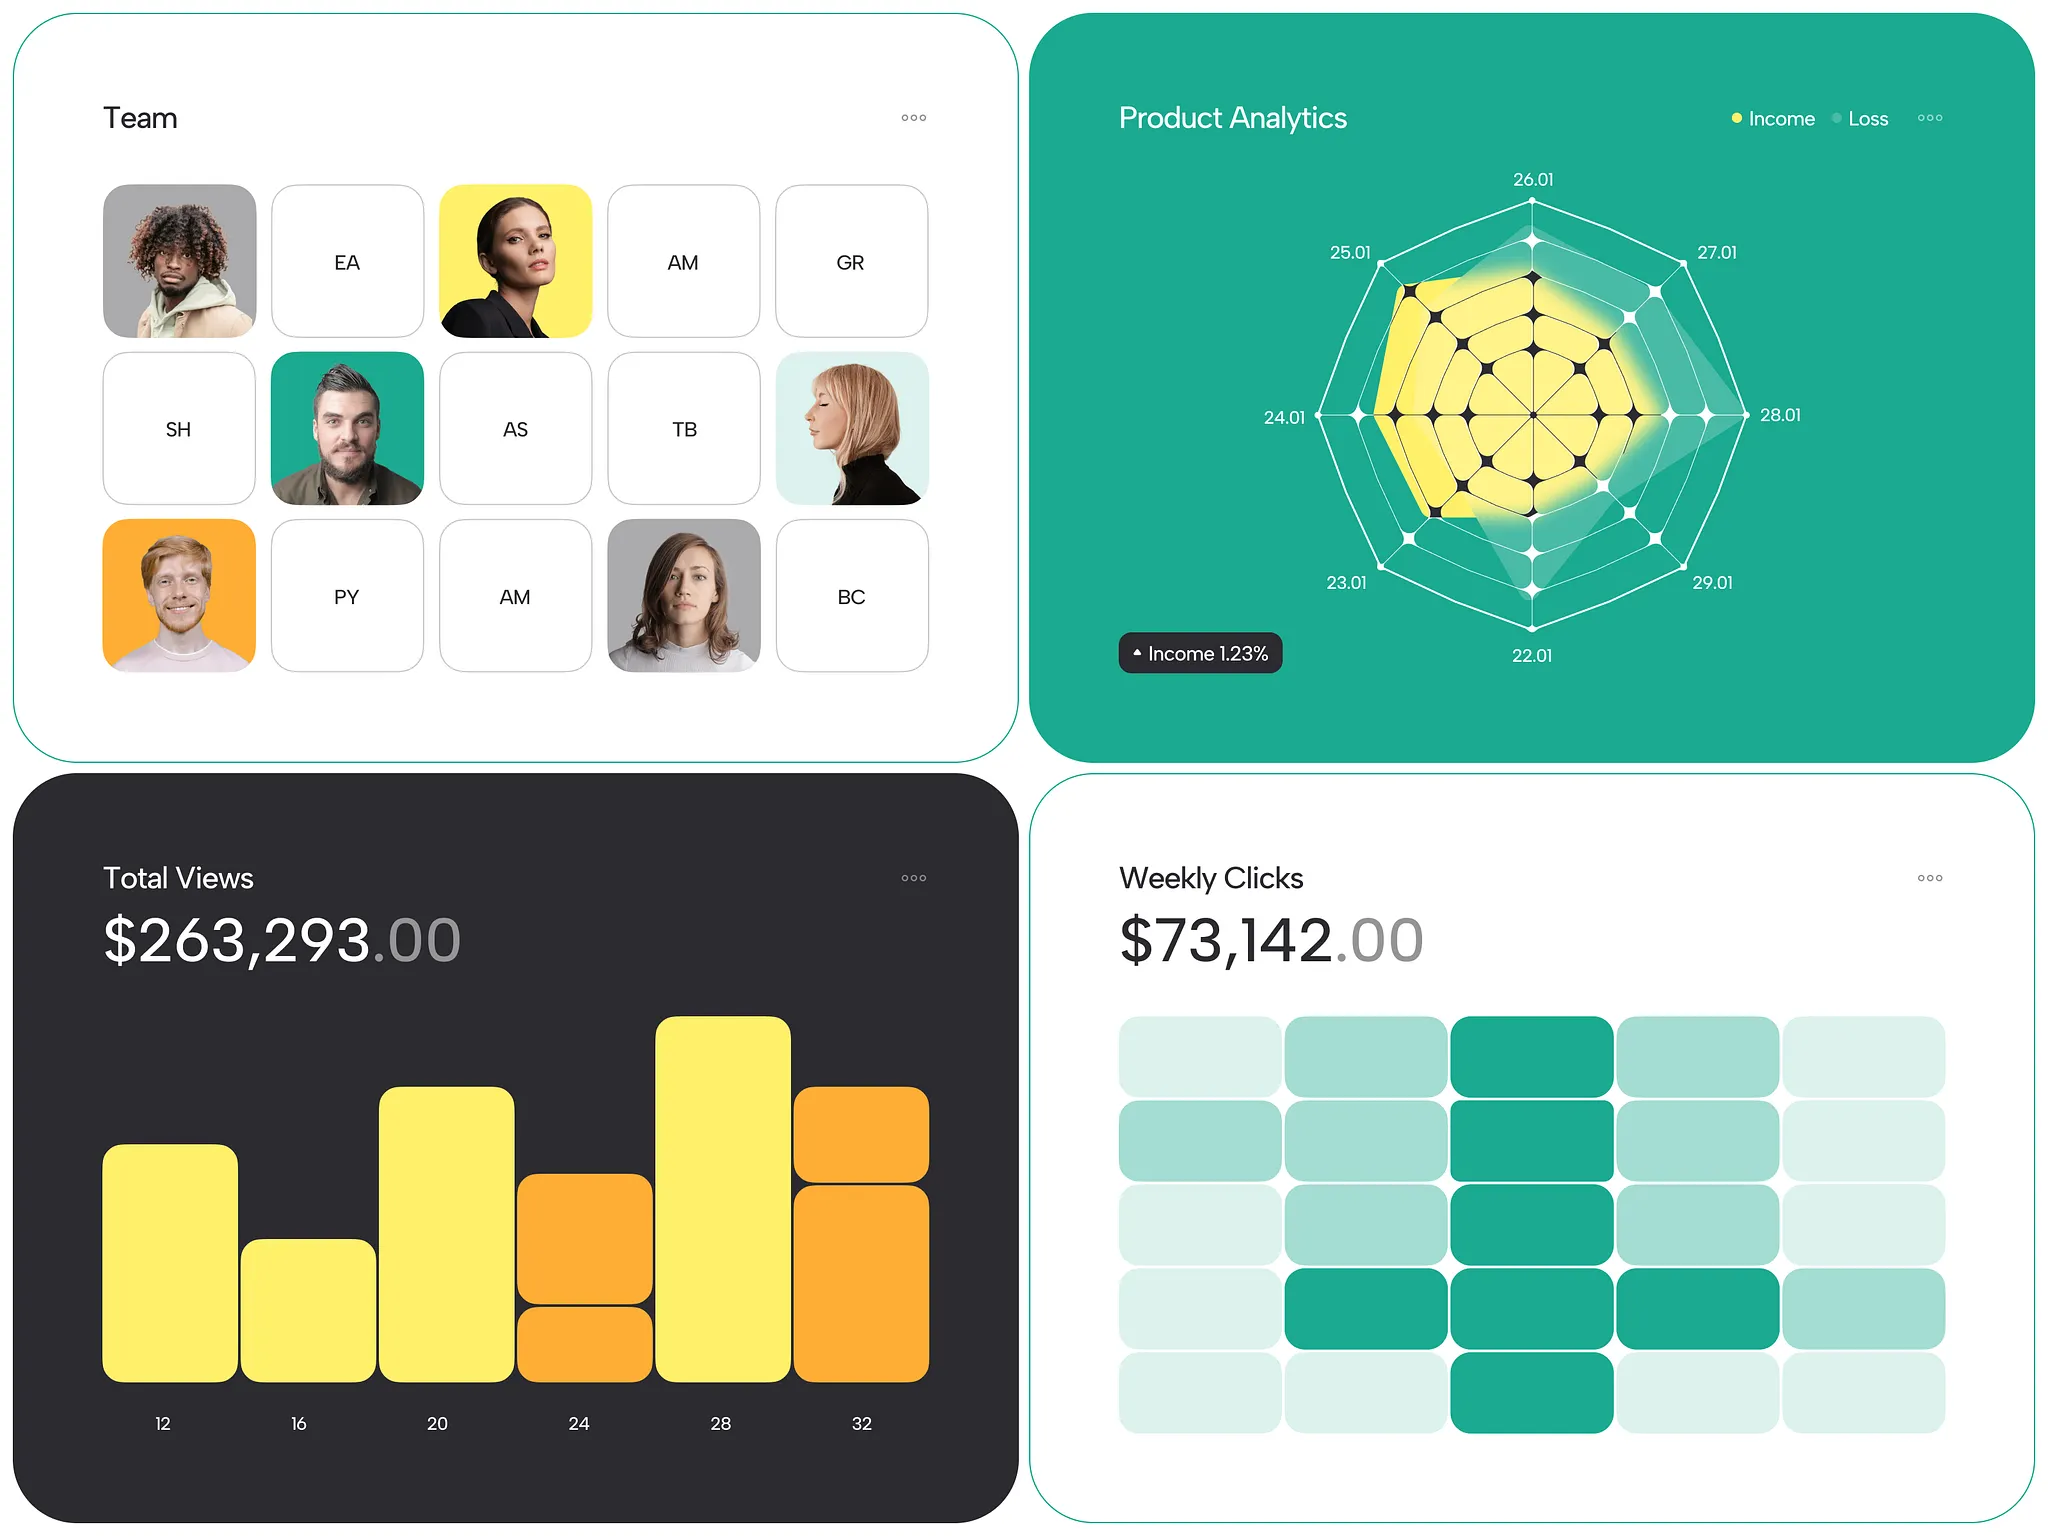 Team
EA
AM
GR
SH
AS
TB
PY
AM
BC
Product Analytics
Income
Loss
26.01
25.01
27.01
24.01
28.01
23.01
29.01
22.01
Income 1.23%
Total Views
$263,293.00
12 16 20 24 28 32
Weekly Clicks
$73,142.00